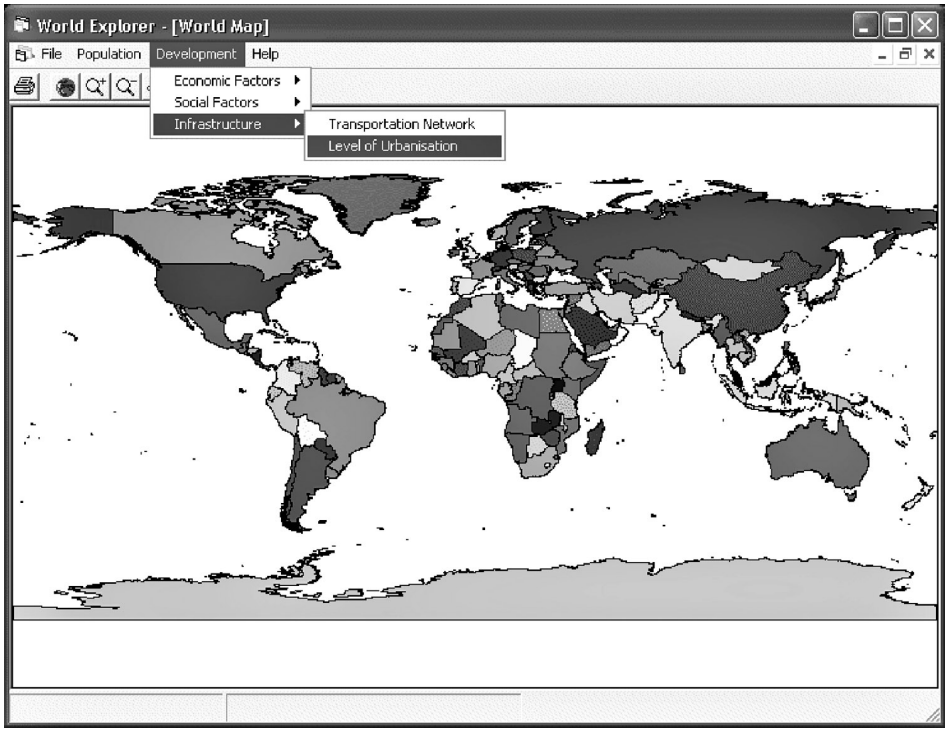 World Explorer - [World Map]
File Population Development Help
Economic Factors
Social Factors
Infrastructure
Transportation Network
Level of Urbanisation